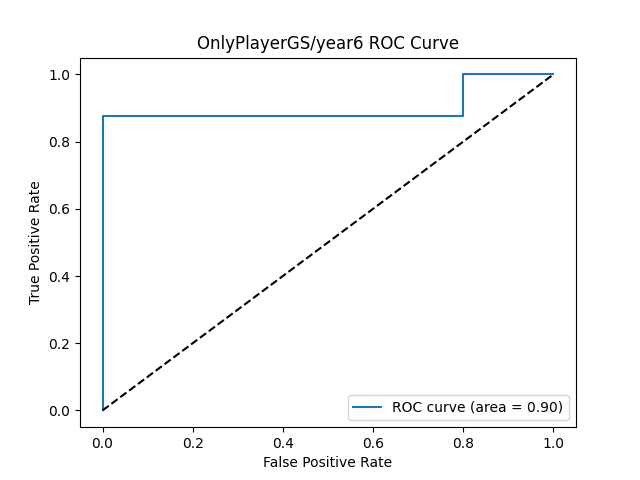 OnlyPlayerGS/year6 ROC Curve
1.0
0.8
0.6
0.4
0.2
0.0
True Positive Rate
ROC curve (area = 0.90)
0.0 0.2 0.4 0.6 0.8 1.0
False Positive Rate